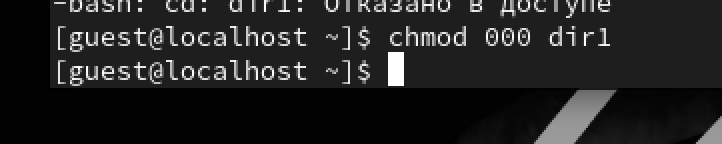 -bash: cd: dir1: Отказано в доступе
[guest@localhost ~]$ chmod 000 dir1
[guest@localhost ~]$